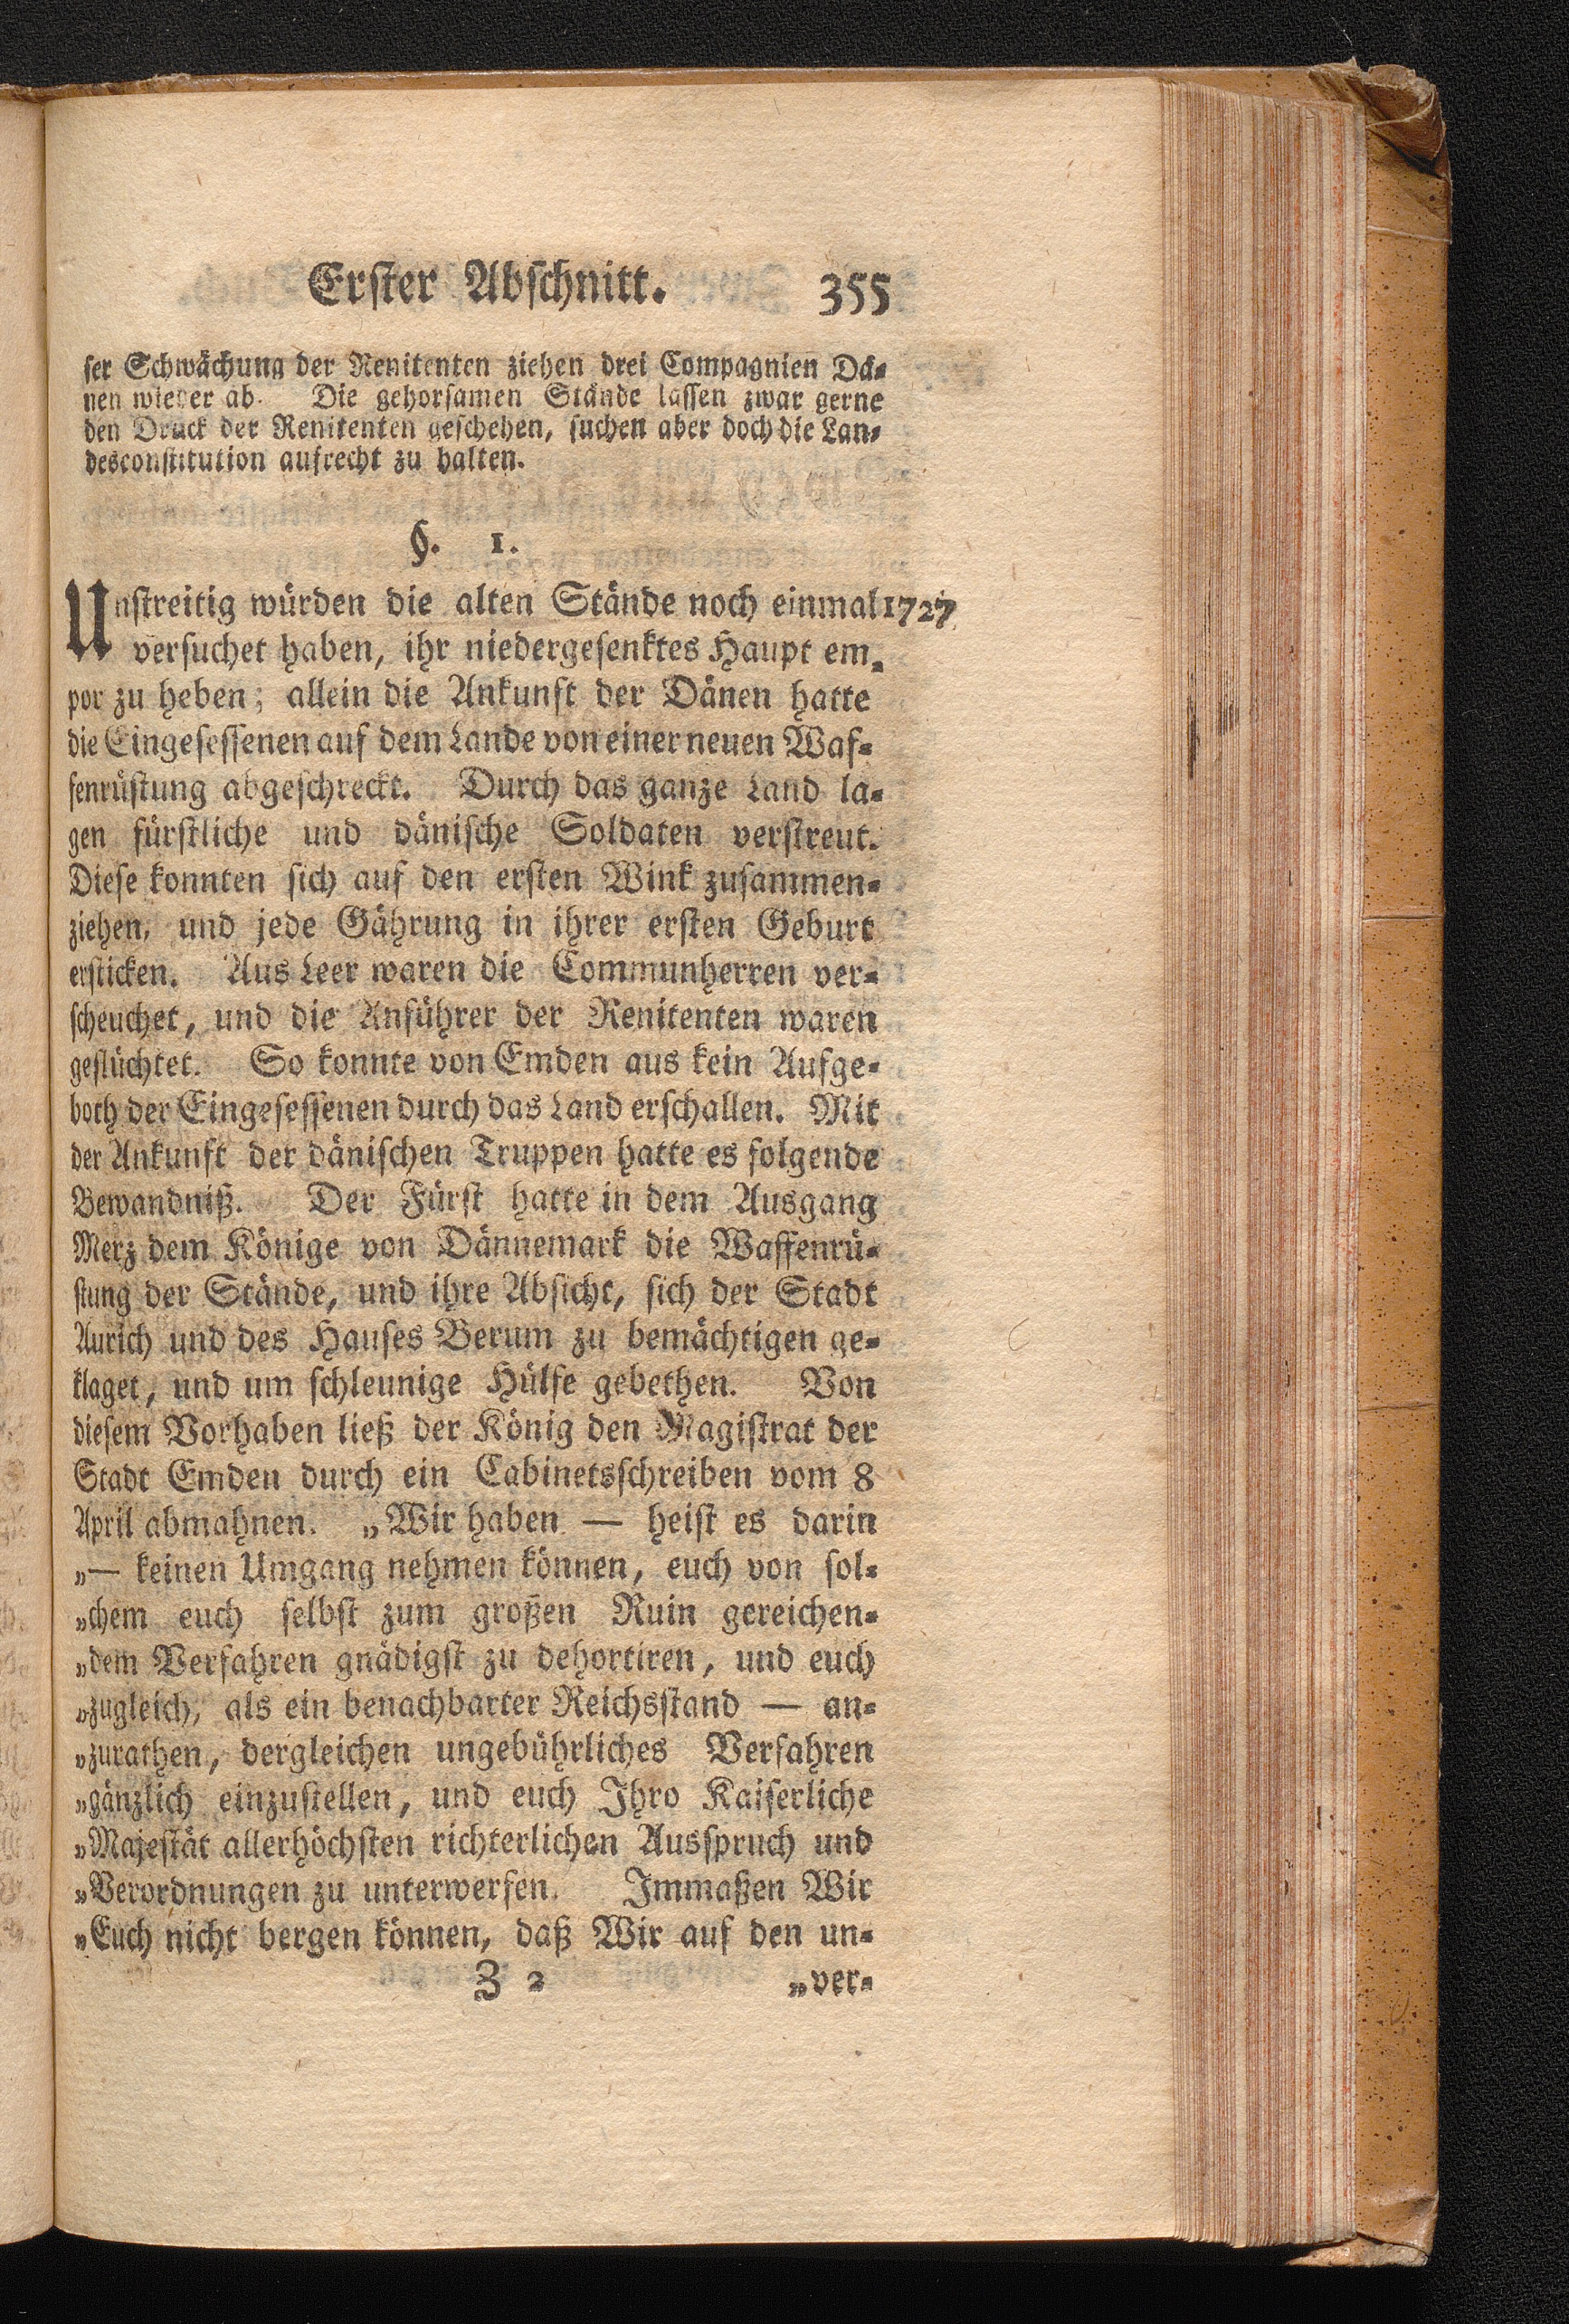 Erster Abschnitt. 355
ser Schwächung der Renitenten ziehen drei Compagnien Dä-
nen wieder ab. Die gehorsamen Stände lassen zwar gerne
den Druck der Renitenten geschehen, suchen aber doch die Lan-
desconstitution aufrecht zu halten.
§. 1.
Unstreitig würden die alten Stände noch einmal 1727
versuchet haben, ihr niedergesenktes Haupt em-
por zu heben; allein die Ankunft der Dänen hatte
die Eingesessenen auf dem Lande von einer neuen Waf-
fenrüstung abgeschreckt. Durch das ganze Land la-
gen fürstliche und dänische Soldaten verstreut.
Diese konnten sich auf den ersten Wink zusammen-
ziehen, und jede Gährung in ihrer ersten Geburt
ersticken. Aus Leer waren die Communherren ver-
scheuchet, und die Anführer der Renitenten waren
geflüchtet. So konnte von Emden aus kein Aufge-
both der Eingesessenen durch das Land erschallen. Mit
der Ankunft der dänischen Truppen hatte es folgende
Bewandniß. Der Fürst hatte in dem Ausgang
Merz dem Könige von Dännemark die Waffenrü-
stung der Stände, und ihre Absicht, sich der Stadt
Aurich und des Hauses Berum zu bemächtigen ge-
klaget, und um schleunige Hülfe gebethen. Von
diesem Vorhaben ließ der König den Magistrat der
Stadt Emden durch ein Cabinetsschreiben vom 8
April abmahnen. „Wir haben — heist es darin
„— keinen Umgang nehmen können, euch von sol-
„chem euch selbst zum großen Ruin gereichen-
„dem Verfahren gnädigst zu dehortiren, und euch
„zugleich, als ein benachbarter Reichsstand — an-
„zurathen, dergleichen ungebührliches Verfahren
„gänzlich einzustellen, und euch Ihro Kaiserliche
„Majestät allerhöchsten richterlichen Ausspruch und
„Verordnungen zu unterwerfen. Immaßen Wir
„Euch nicht bergen können, daß Wir auf den un-
Z 2 „ver-